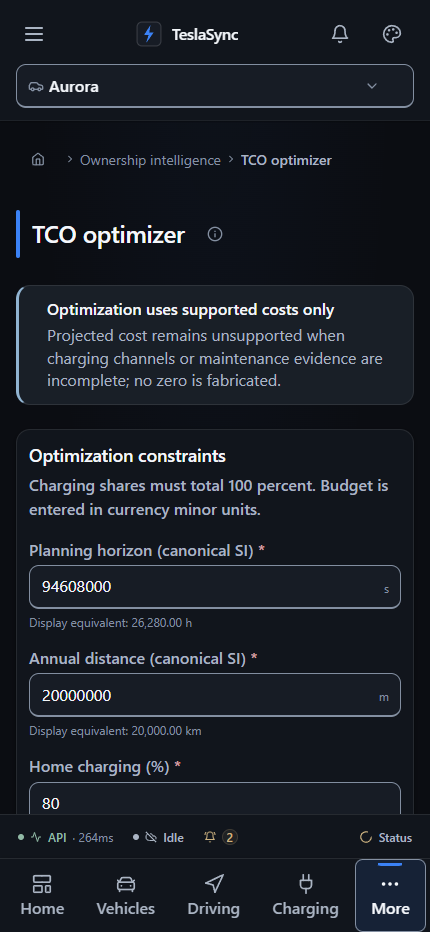 TeslaSync
Aurora
Ownership intelligence
TCO optimizer
TCO optimizer
Optimization uses supported costs only
Projected cost remains unsupported when
charging channels or maintenance evidence are
incomplete; no zero is fabricated.
Optimization constraints
Charging shares must total 100 percent. Budget is
entered in currency minor units.
Planning horizon (canonical SI) *
94608000 s
Display equivalent: 26,280.00 h
Annual distance (canonical SI) *
20000000 m
Display equivalent: 20,000.00 km
Home charging (%) *
80
API · 264ms Idle 2 Status
Home Vehicles Driving Charging More